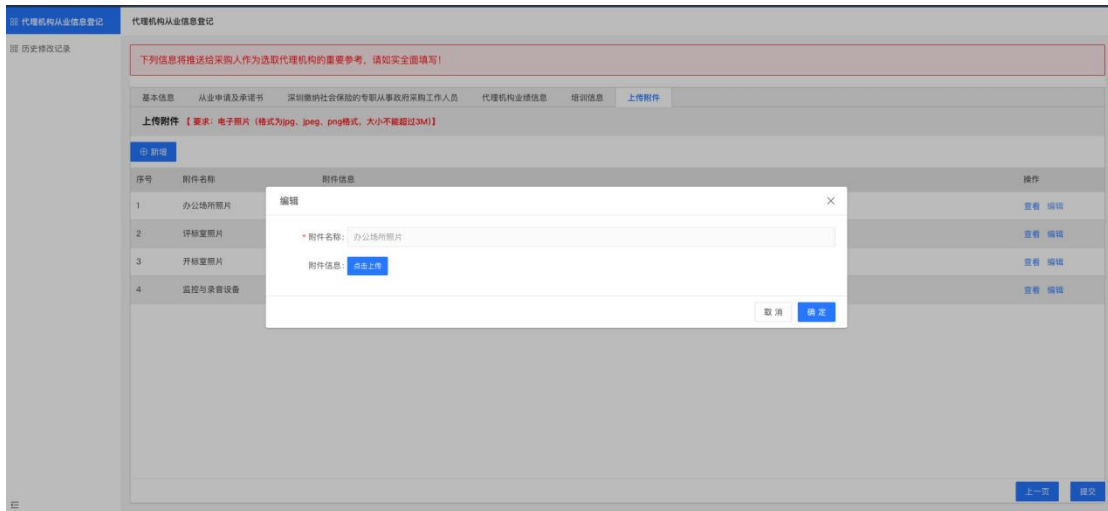 代理机构从业信息登记
代理机构从业信息登记
历史修改记录
下列信息将推送给采购人作为选取代理机构的重要参考，请如实全面填写！
基本信息 从业申请及承诺书 深圳缴纳社会保险的专职从事政府采购工作人员 代理机构业绩信息 培训信息 上传附件
上传附件【要求：电子照片（格式为jpg、jpeg、png格式，大小不能超过3M)】
新增
序号 附件名称 附件信息 操作
编辑
1 办公场所照片 查看 编辑
* 附件名称： 办公场所照片
2 评标室照片 查看 编辑
附件信息： 点击上传
3 开标室照片 查看 编辑
4 监控与录音设备 查看 编辑
取消 确定
上一页 提交